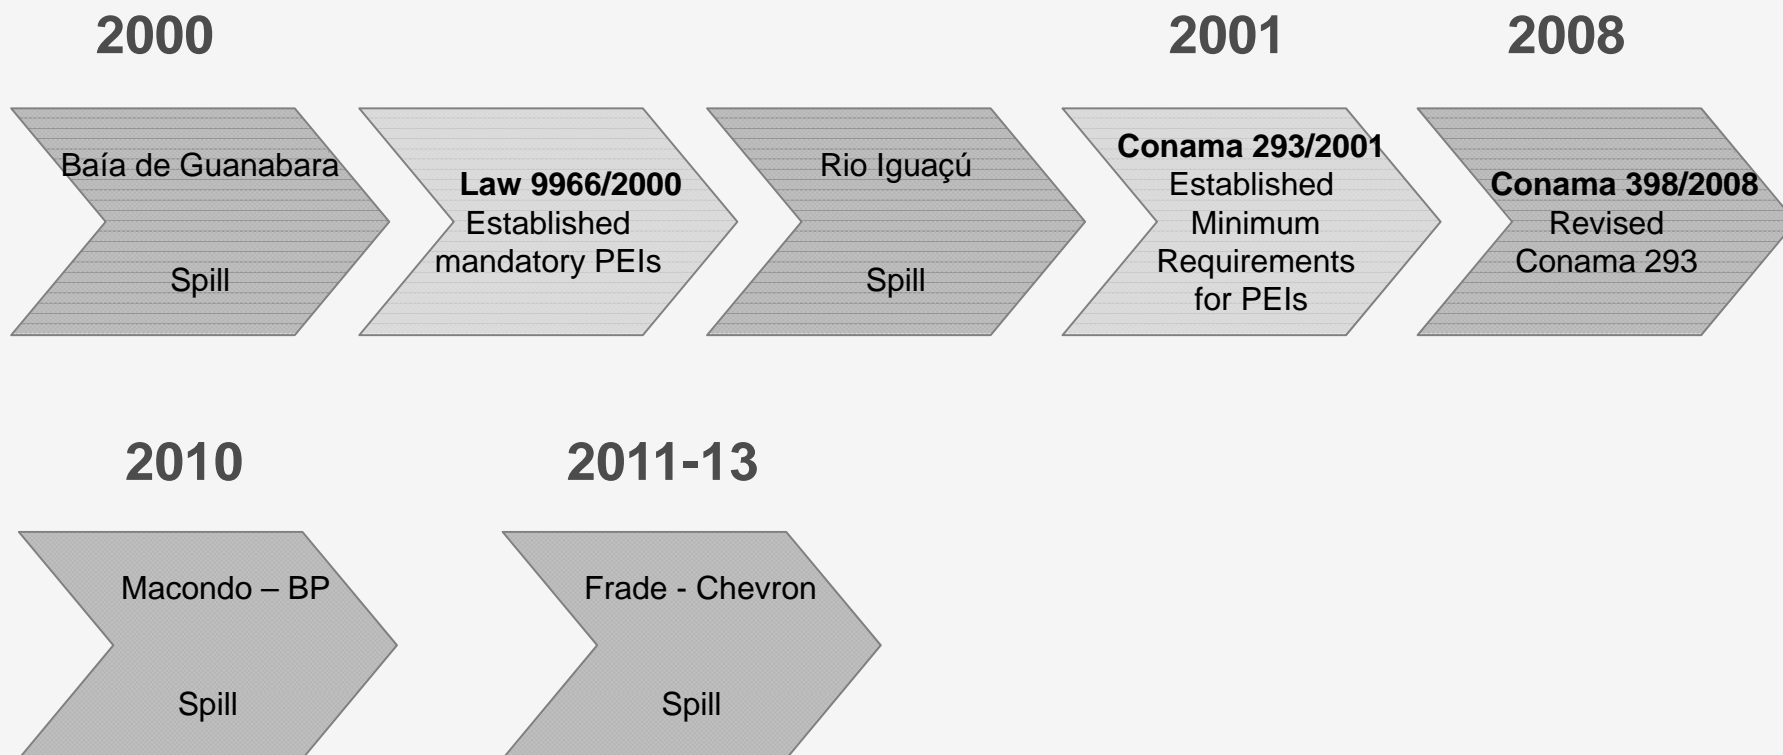 2000
2001
2008
Baía de Guanabara
Spill
Law 9966/2000
Established
mandatory PEIs
Rio Iguaçú
Spill
Conama 293/2001
Established
Minimum
Requirements
for PEIs
Conama 398/2008
Revised
Conama 293
2010
2011-13
Macondo – BP
Spill
Frade - Chevron
Spill